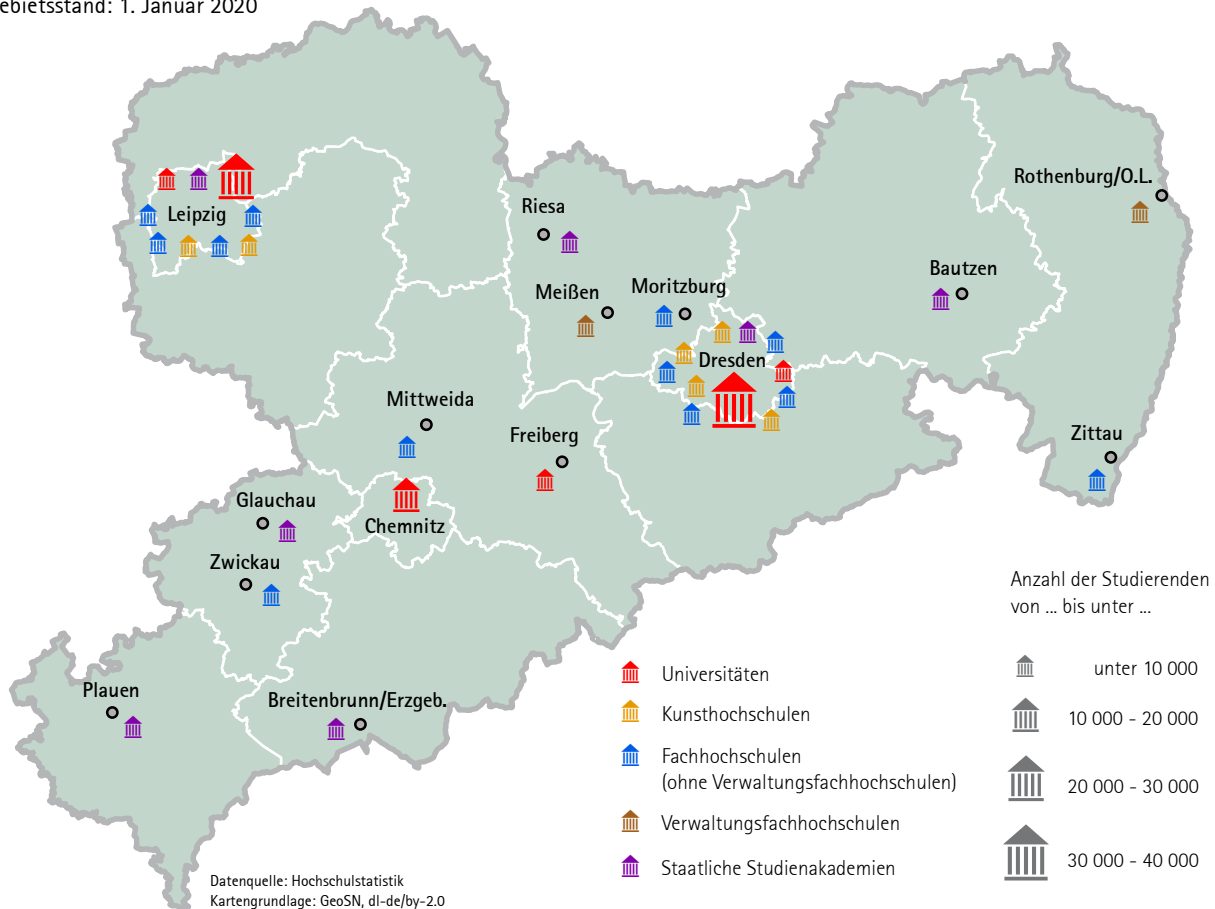 ebietsstand: 1. Januar 2020
Rothenburg/O.L.
Riesa
Leipzig
Bautzen
Meißen
Moritzburg
Dresden
Mittweida
Freiberg
Zittau
Glauchau
Chemnitz
Zwickau
Plauen
Breitenbrunn/Erzgeb.
Anzahl der Studierenden
von ... bis unter ...
unter 10 000
10 000 - 20 000
20 000 - 30 000
30 000 - 40 000
Universitäten
Kunsthochschulen
Fachhochschulen
(ohne Verwaltungsfachhochschulen)
Verwaltungsfachhochschulen
Staatliche Studienakademien
Datenquelle: Hochschulstatistik
Kartengrundlage: GeoSN, dl-de/by-2.0